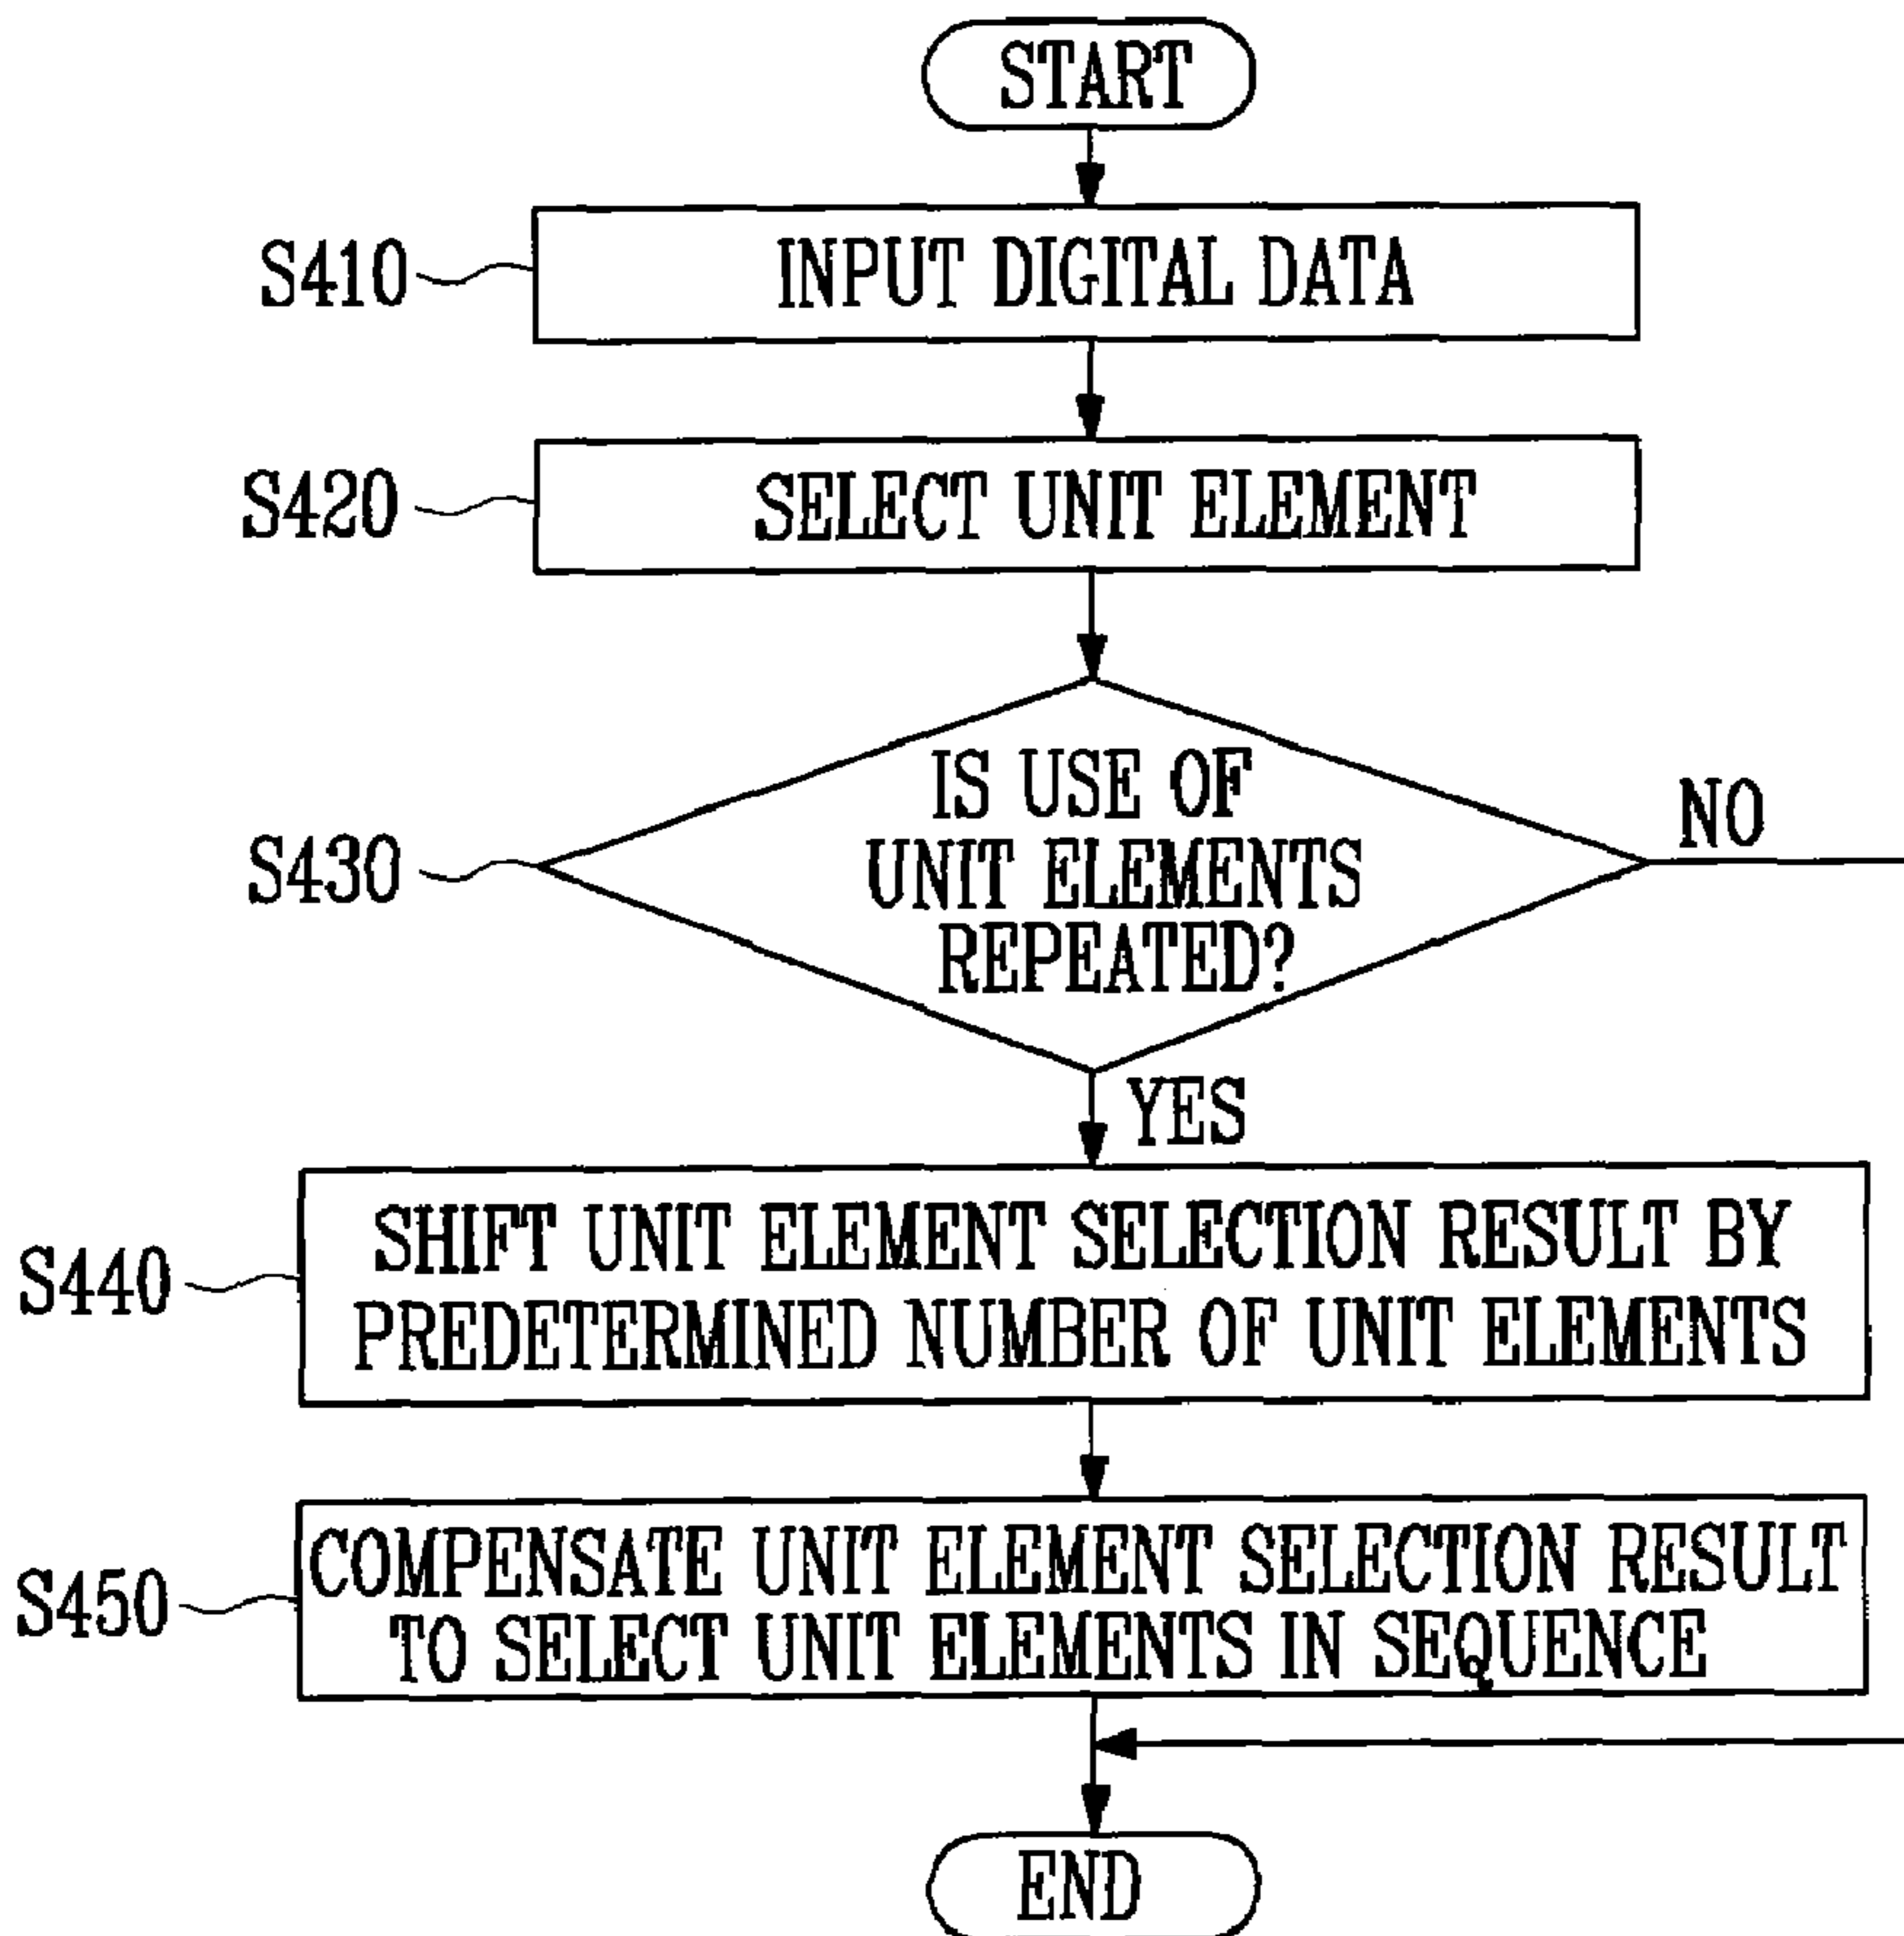 START
S410
INPUT DIGITAL DATA
S420
SELECT UNIT ELEMENT
S430
IS USE OF
UNIT ELEMENTS
REPEATED?
NO
YES
S440
SHIFT UNIT ELEMENT SELECTION RESULT BY
PREDETERMINED NUMBER OF UNIT ELEMENTS
S450
COMPENSATE UNIT ELEMENT SELECTION RESULT
TO SELECT UNIT ELEMENTS IN SEQUENCE
END